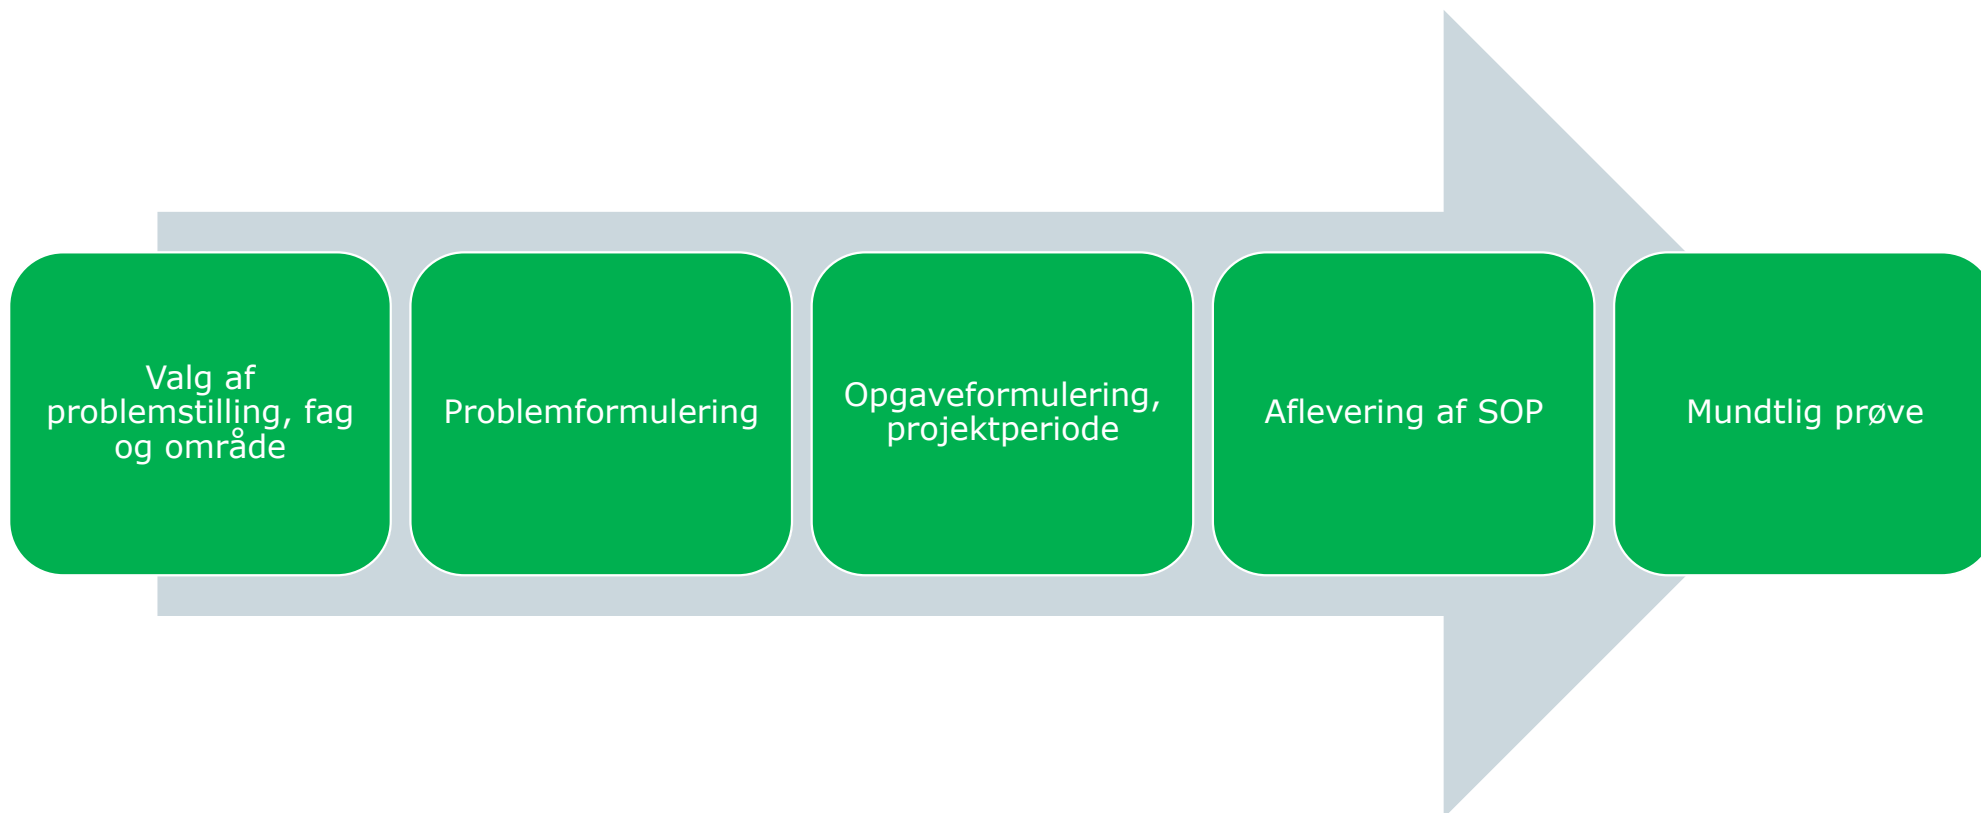 Valg af
problemstilling, fag
og område
Problemformulering
Opgaveformulering,
projektperiode
Aflevering af SOP
Mundtlig prøve